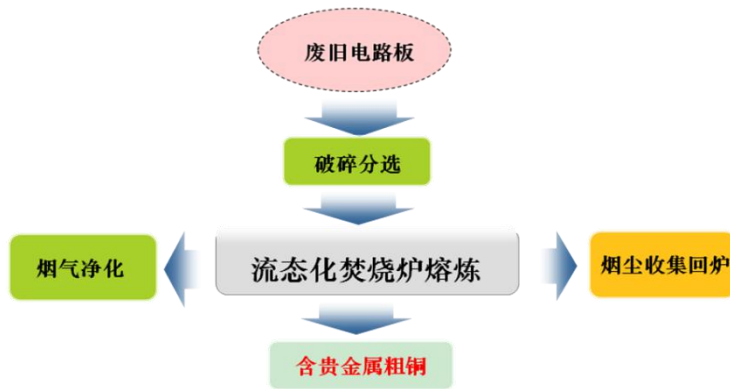 废旧电路板
破碎分选
烟气净化
流态化焚烧炉熔炼
烟尘收集回炉
含贵金属粗铜